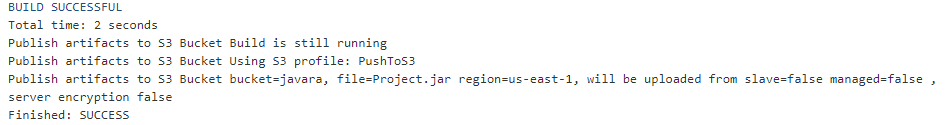 BUILD SUCCESSFUL
Total time: 2 seconds
Publish artifacts to S3 Bucket Build is still running
Publish artifacts to S3 Bucket Using S3 profile: PushToS3
Publish artifacts to S3 Bucket bucket=javara, file=Project.jar region=us-east-1, will be uploaded from slave=false managed=false ,
server encryption false
Finished: SUCCESS